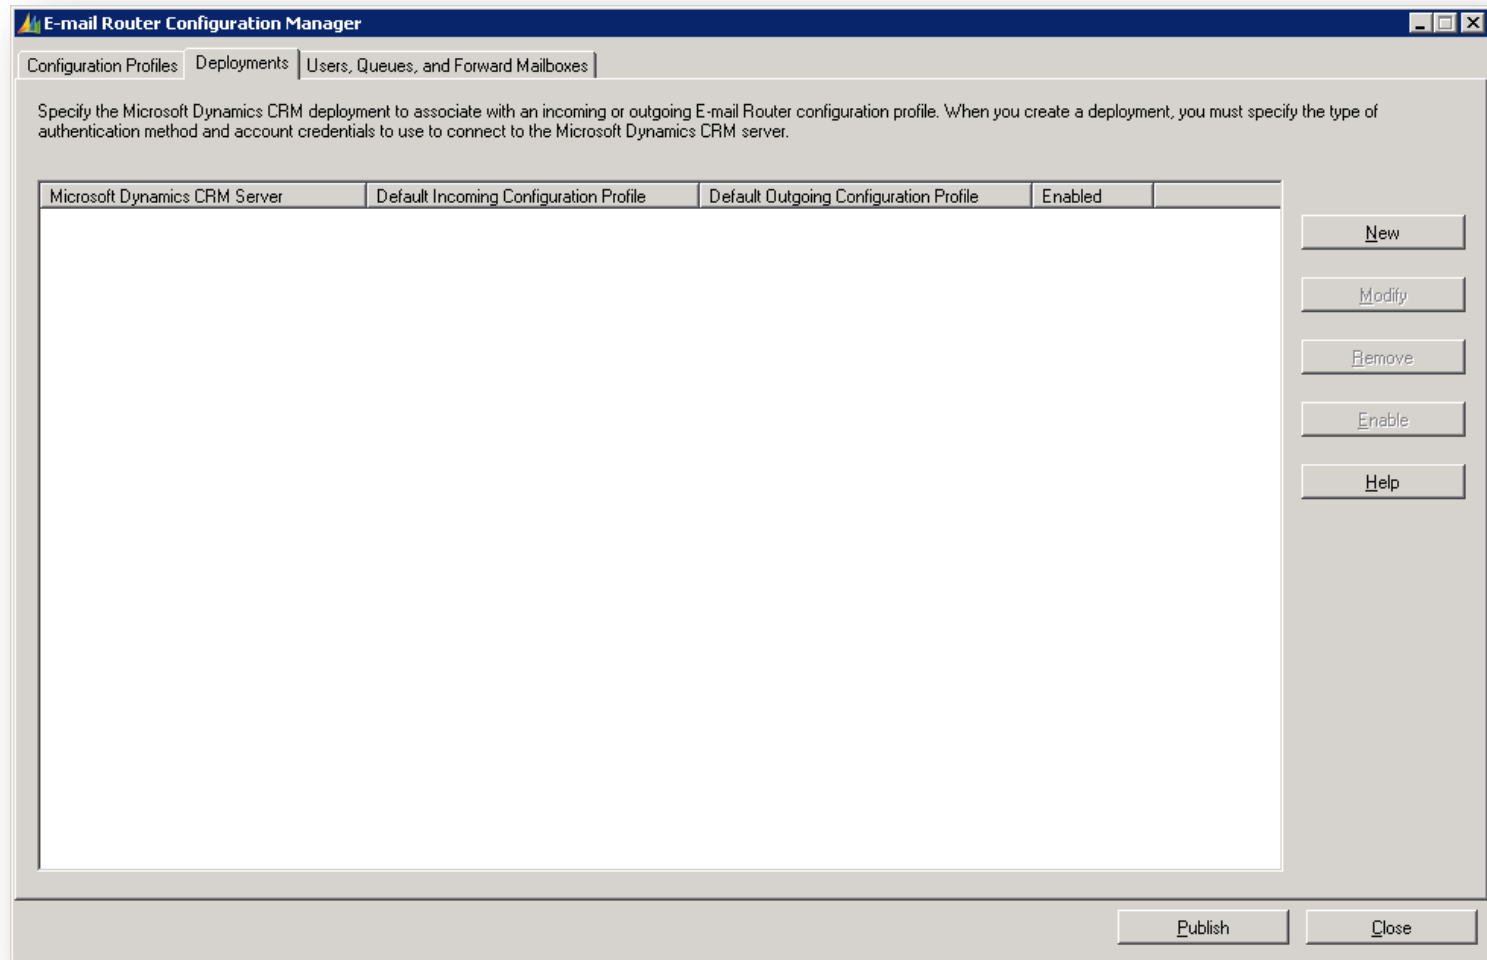 E-mail Router Configuration Manager
Configuration Profiles Deployments Users, Queues, and Forward Mailboxes
Specify the Microsoft Dynamics CRM deployment to associate with an incoming or outgoing E-mail Router configuration profile. When you create a deployment, you must specify the type of
authentication method and account credentials to use to connect to the Microsoft Dynamics CRM server.
Microsoft Dynamics CRM Server Default Incoming Configuration Profile Default Outgoing Configuration Profile Enabled
New
Modify
Remove
Enable
Help
Publish Close